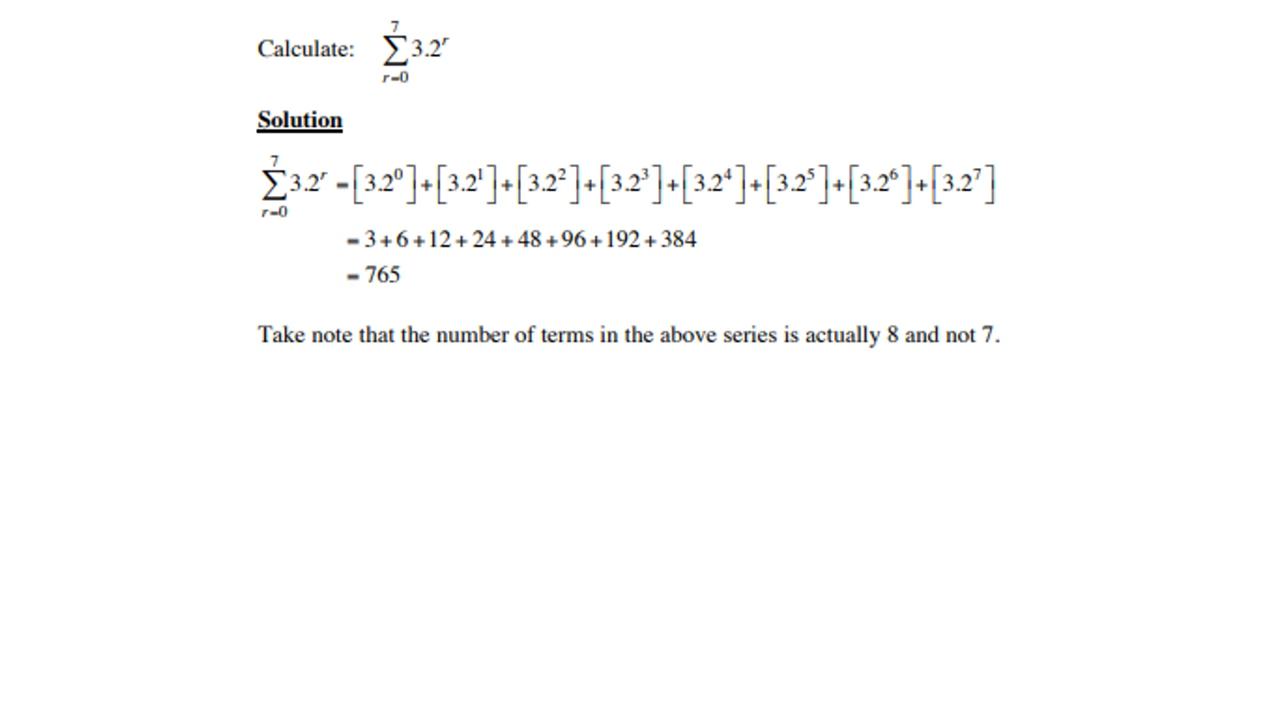 Calculate: $\sum_{r=0}^{7} 3.2^r$
Solution
$\sum_{r=0}^{7} 3.2^r = [3.2^0]+[3.2^1]+[3.2^2]+[3.2^3]+[3.2^4]+[3.2^5]+[3.2^6]+[3.2^7]$
= 3+6+12+24+48+96+192+384
= 765
Take note that the number of terms in the above series is actually 8 and not 7.